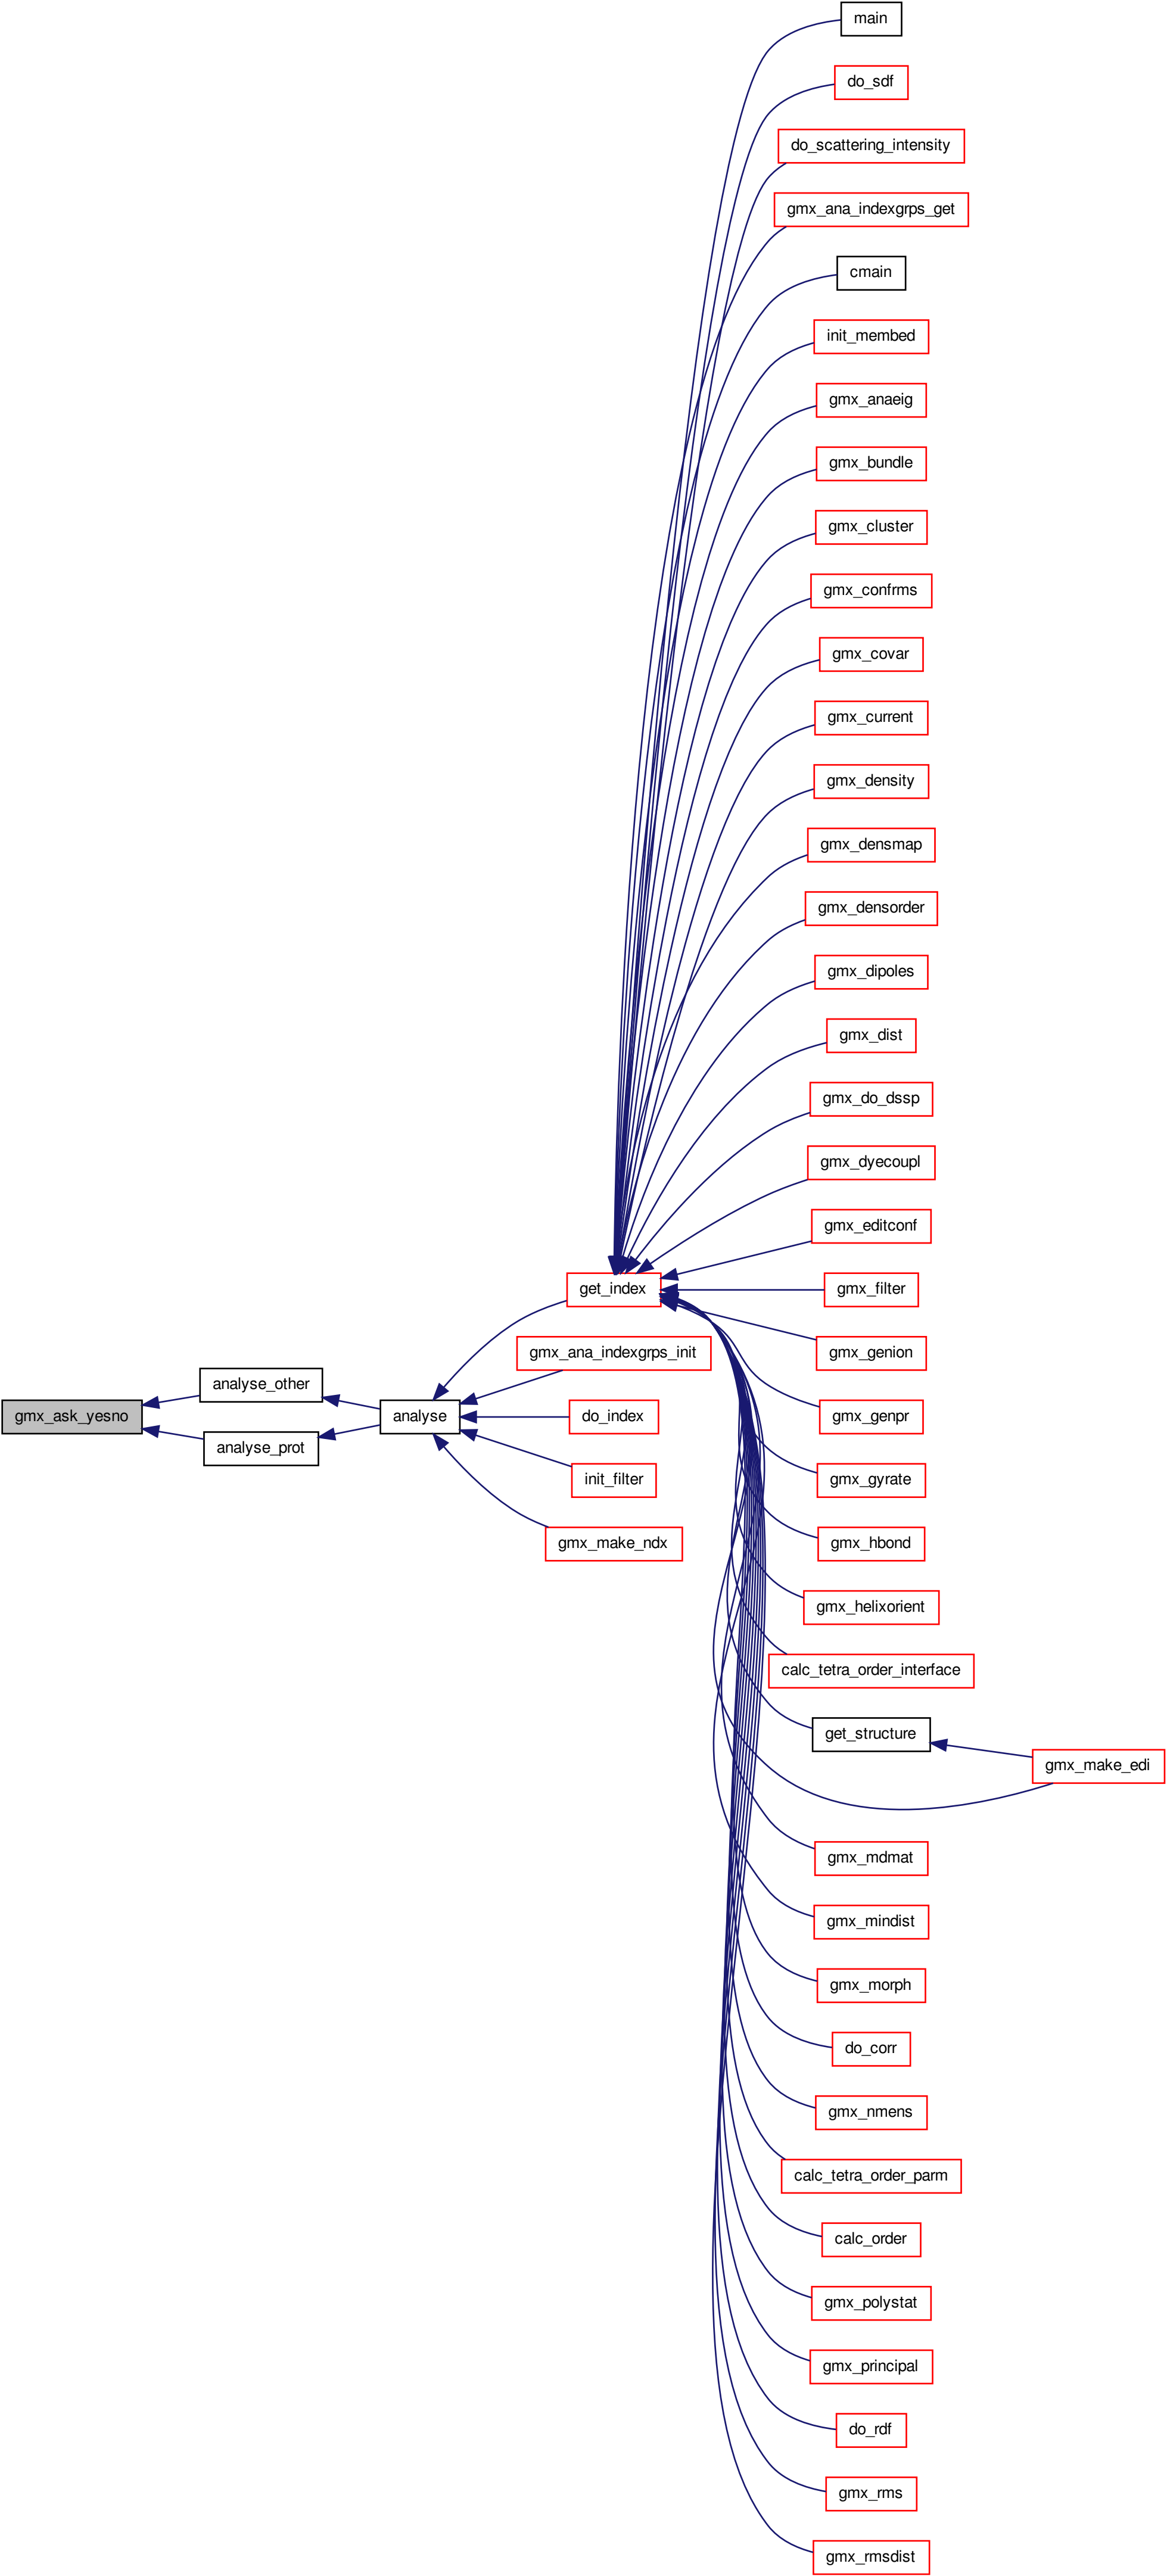 main
do_sdf
do_scattering_intensity
gmx_ana_indexgrps_get
cmain
init_membed
gmx_anaeig
gmx_bundle
gmx_cluster
gmx_confrms
gmx_covar
gmx_current
gmx_density
gmx_densmap
gmx_densorder
gmx_dipoles
gmx_dist
gmx_do_dssp
gmx_dyecoupl
gmx_editconf
get_index
gmx_filter
gmx_ana_indexgrps_init
gmx_genion
analyse_other
gmx_ask_yesno
analyse
do_index
gmx_genpr
analyse_prot
init_filter
gmx_gyrate
gmx_make_ndx
gmx_hbond
gmx_helixorient
calc_tetra_order_interface
get_structure
gmx_make_edi
gmx_mdmat
gmx_mindist
gmx_morph
do_corr
gmx_nmens
calc_tetra_order_parm
calc_order
gmx_polystat
gmx_principal
do_rdf
gmx_rms
gmx_rmsdist